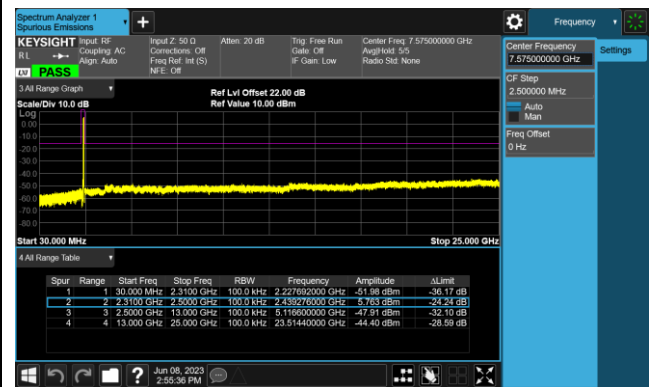 Spectrum Analyzer 1
Spurious Emissions
+
Frequency
KEYSIGHT
RL
Input: RF
Coupling: AC
Align: Auto
Input Z: 50 Ω
Corrections: Off
Freq Ref: Int (S)
NFE: Off
Atten: 20 dB
Trig: Free Run
Gate: Off
IF Gain: Low
Center Freq: 7.575000000 GHz
Avg|Hold: 5/5
Radio Std: None
LXI PASS
Center Frequency
7.575000000 GHz
Settings
CF Step
2.500000 MHz
Auto
Man
Freq Offset
0 Hz
3 All Range Graph
Scale/Div 10.0 dB
Ref Lvl Offset 22.00 dB
Ref Value 10.00 dBm
Log
0.00
-10.0
-20.0
-30.0
-40.0
-50.0
-60.0
-70.0
-80.0
Start 30.000 MHz
Stop 25.000 GHz
4 All Range Table
Spur Range Start Freq Stop Freq RBW Frequency Amplitude ΔLimit
1 1 30.000 MHz 2.3100 GHz 100.0 kHz 2.227692000 GHz -51.98 dBm -36.17 dB
2 2 2.3100 GHz 2.5000 GHz 100.0 kHz 2.439276000 GHz 5.763 dBm -24.24 dB
3 3 2.5000 GHz 13.000 GHz 100.0 kHz 5.116600000 GHz -47.91 dBm -32.10 dB
4 4 13.000 GHz 25.000 GHz 100.0 kHz 23.51440000 GHz -44.40 dBm -28.59 dB
?
Jun 08, 2023
2:55:36 PM